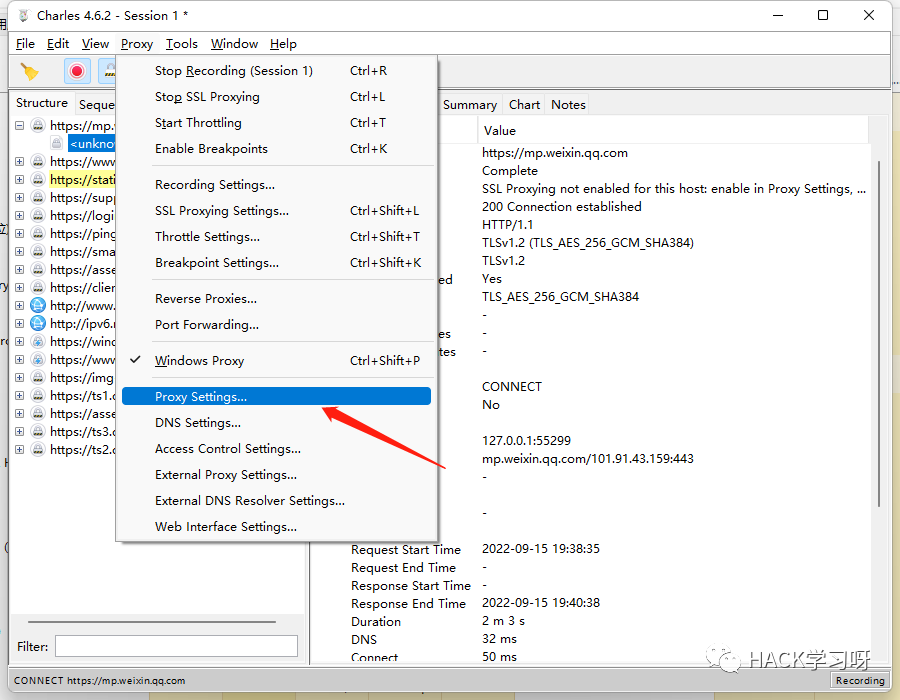 Charles 4.6.2 - Session 1 *
File Edit View Proxy Tools Window Help
Stop Recording (Session 1) Ctrl+R
Stop SSL Proxying Ctrl+L
Start Throttling Ctrl+T
Enable Breakpoints Ctrl+K
Recording Settings...
SSL Proxying Settings... Ctrl+Shift+L
Throttle Settings... Ctrl+Shift+T
Breakpoint Settings... Ctrl+Shift+K
Reverse Proxies...
Port Forwarding...
Windows Proxy Ctrl+Shift+P
Proxy Settings...
DNS Settings...
Access Control Settings...
External Proxy Settings...
External DNS Resolver Settings...
Web Interface Settings...
Structure Seque
https://mp.
<unkno
https://www
https://stati
https://sup
https://logi
https://ping
https://sma
https://asse
https://clier
http://www.
http://ipv6.
https://wind
https://www
https://img
https://ts1.
https://asse
https://ts3.
https://ts2.
Filter:
Summary Chart Notes
Value
https://mp.weixin.qq.com
Complete
SSL Proxying not enabled for this host: enable in Proxy Settings, ...
200 Connection established
HTTP/1.1
TLSv1.2 (TLS_AES_256_GCM_SHA384)
TLSv1.2
ed Yes
TLS_AES_256_GCM_SHA384
-
es -
tes -
CONNECT
No
127.0.0.1:55299
mp.weixin.qq.com/101.91.43.159:443
-
-
Request Start Time 2022-09-15 19:38:35
Request End Time -
Response Start Time -
Response End Time 2022-09-15 19:40:38
Duration 2 m 3 s
DNS 32 ms
Connect 50 ms
HACK学习呀
CONNECT https://mp.weixin.qq.com
Recording